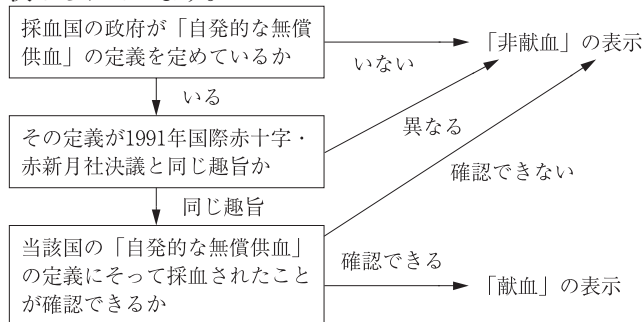 採血国の政府が「自発的な無償
供血」の定義を定めているか
いない
「非献血」の表示
いる
その定義が1991年国際赤十字・
赤新月社決議と同じ趣旨か
異なる
確認できない
同じ趣旨
当該国の「自発的な無償供血」
の定義にそって採血されたこと
が確認できるか
確認できる
「献血」の表示